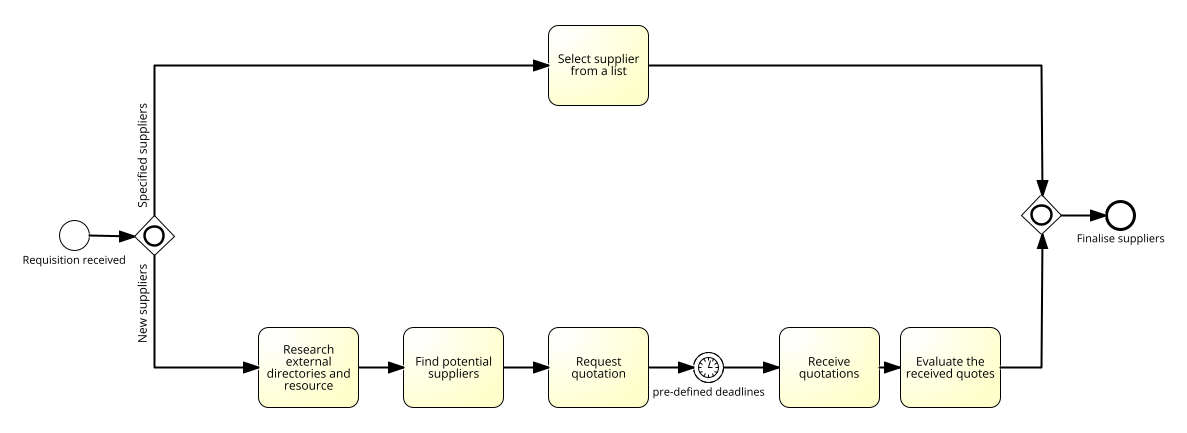 Select supplier
from a list
Specified suppliers
Requisition received
Finalise suppliers
New suppliers
Research
external
directories and
resource
Find potential
suppliers
Request
quotation
pre-defined deadlines
Receive
quotations
Evaluate the
received quotes